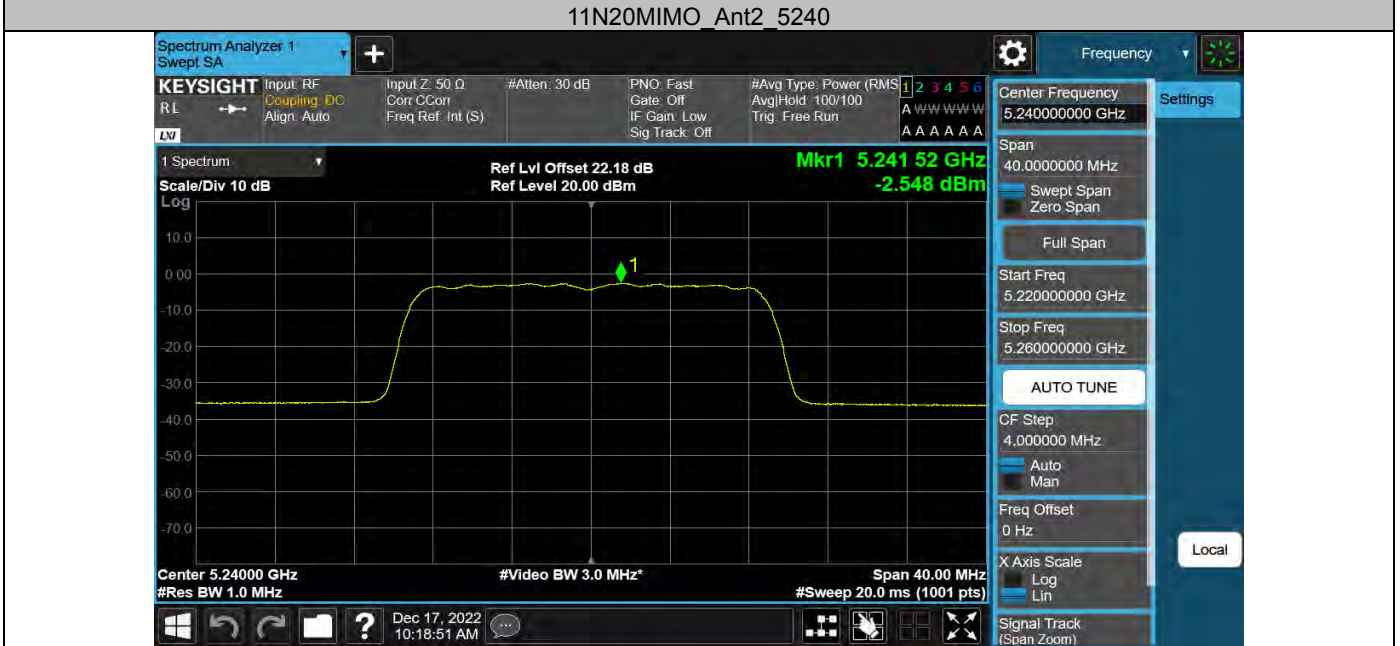 11N20MIMO_Ant2_5240
Spectrum Analyzer 1
Swept SA
Frequency
KEYSIGHT
RL
LXI
Input: RF
Coupling: DC
Align: Auto
Input Z: 50 Ω
Corr CCorr
Freq Ref: Int (S)
#Atten: 30 dB
PNO: Fast
Gate: Off
IF Gain: Low
Sig Track: Off
#Avg Type: Power (RMS
Avg|Hold: 100/100
Trig: Free Run
1 2 3 4 5 6
A W W W W W
A A A A A A
1 Spectrum
Scale/Div 10 dB
Log
Ref Lvl Offset 22.18 dB
Ref Level 20.00 dBm
Mkr1 5.241 52 GHz
-2.548 dBm
10.0
0.00
-10.0
-20.0
-30.0
-40.0
-50.0
-60.0
-70.0
1
Center 5.24000 GHz
#Res BW 1.0 MHz
#Video BW 3.0 MHz*
Span 40.00 MHz
#Sweep 20.0 ms (1001 pts)
Dec 17, 2022
10:18:51 AM
Center Frequency
5.240000000 GHz
Span
40.0000000 MHz
Swept Span
Zero Span
Full Span
Start Freq
5.220000000 GHz
Stop Freq
5.260000000 GHz
AUTO TUNE
CF Step
4.000000 MHz
Auto
Man
Freq Offset
0 Hz
X Axis Scale
Log
Lin
Signal Track
(Span Zoom)
Settings
Local